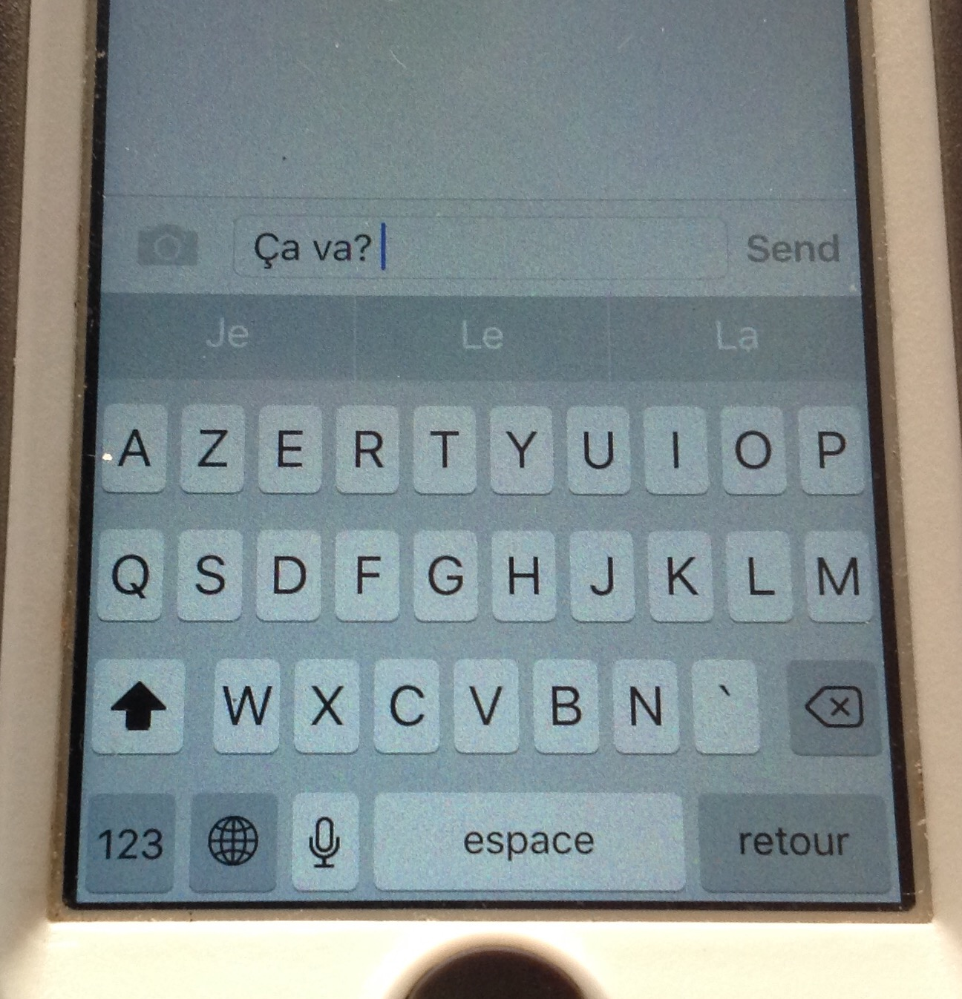 Ça va?
Send
Je Le La
A Z E R T Y U I O P
Q S D F G H J K L M
W X C V B N `
123 espace retour